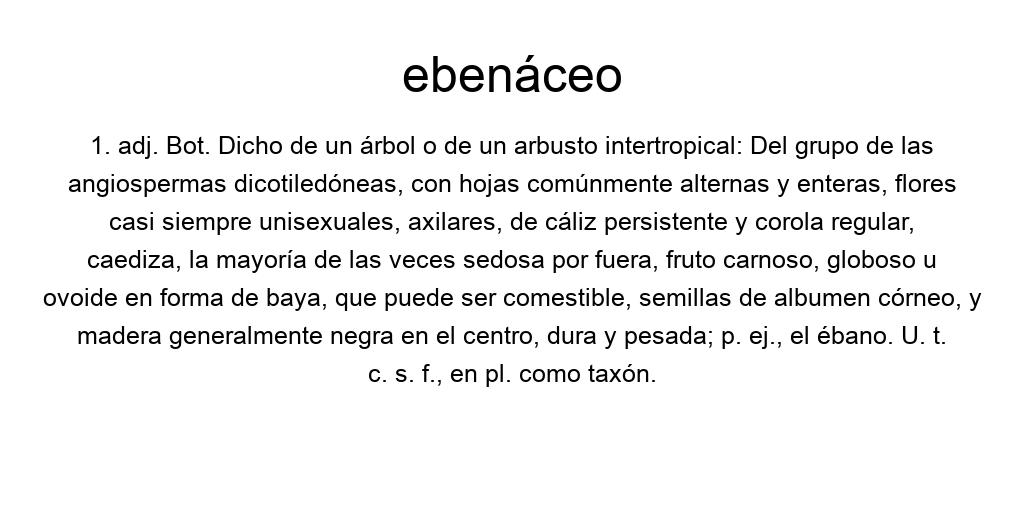 ebenáceo
1. adj. Bot. Dicho de un árbol o de un arbusto intertropical: Del grupo de las
angiospermas dicotiledóneas, con hojas comúnmente alternas y enteras, flores
casi siempre unisexuales, axilares, de cáliz persistente y corola regular,
caediza, la mayoría de las veces sedosa por fuera, fruto carnoso, globoso u
ovoide en forma de baya, que puede ser comestible, semillas de albumen córneo, y
madera generalmente negra en el centro, dura y pesada; p. ej., el ébano. U. t.
c. s. f., en pl. como taxón.